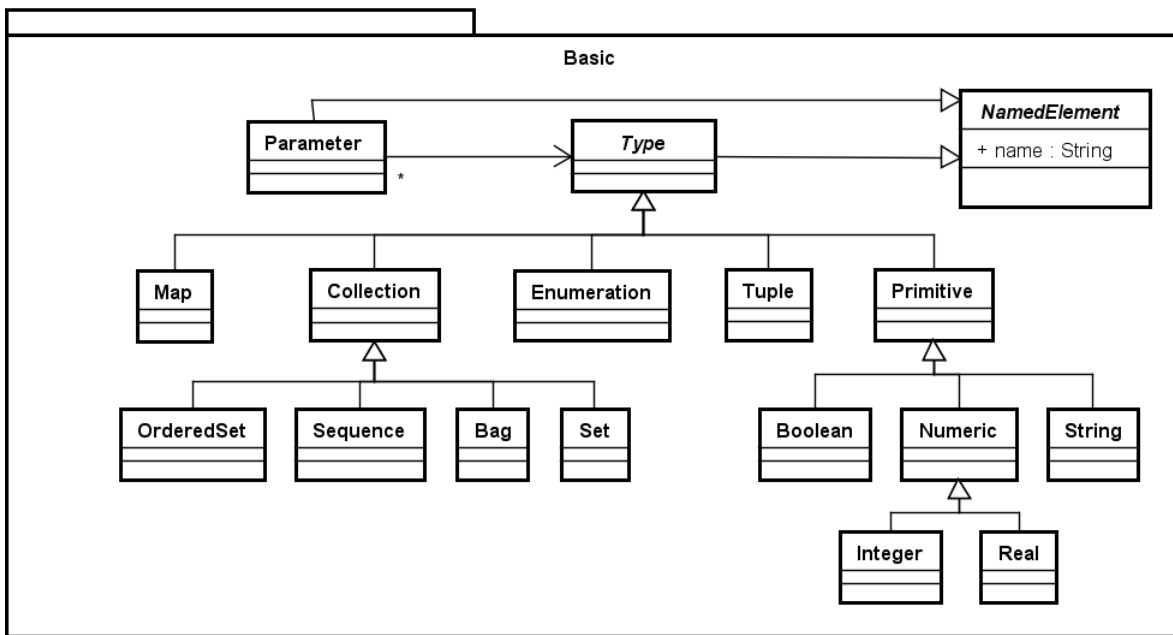 Basic
NamedElement
+ name : String
Parameter
*
Type
Map
Collection
Enumeration
Tuple
Primitive
OrderedSet
Sequence
Bag
Set
Boolean
Numeric
String
Integer
Real